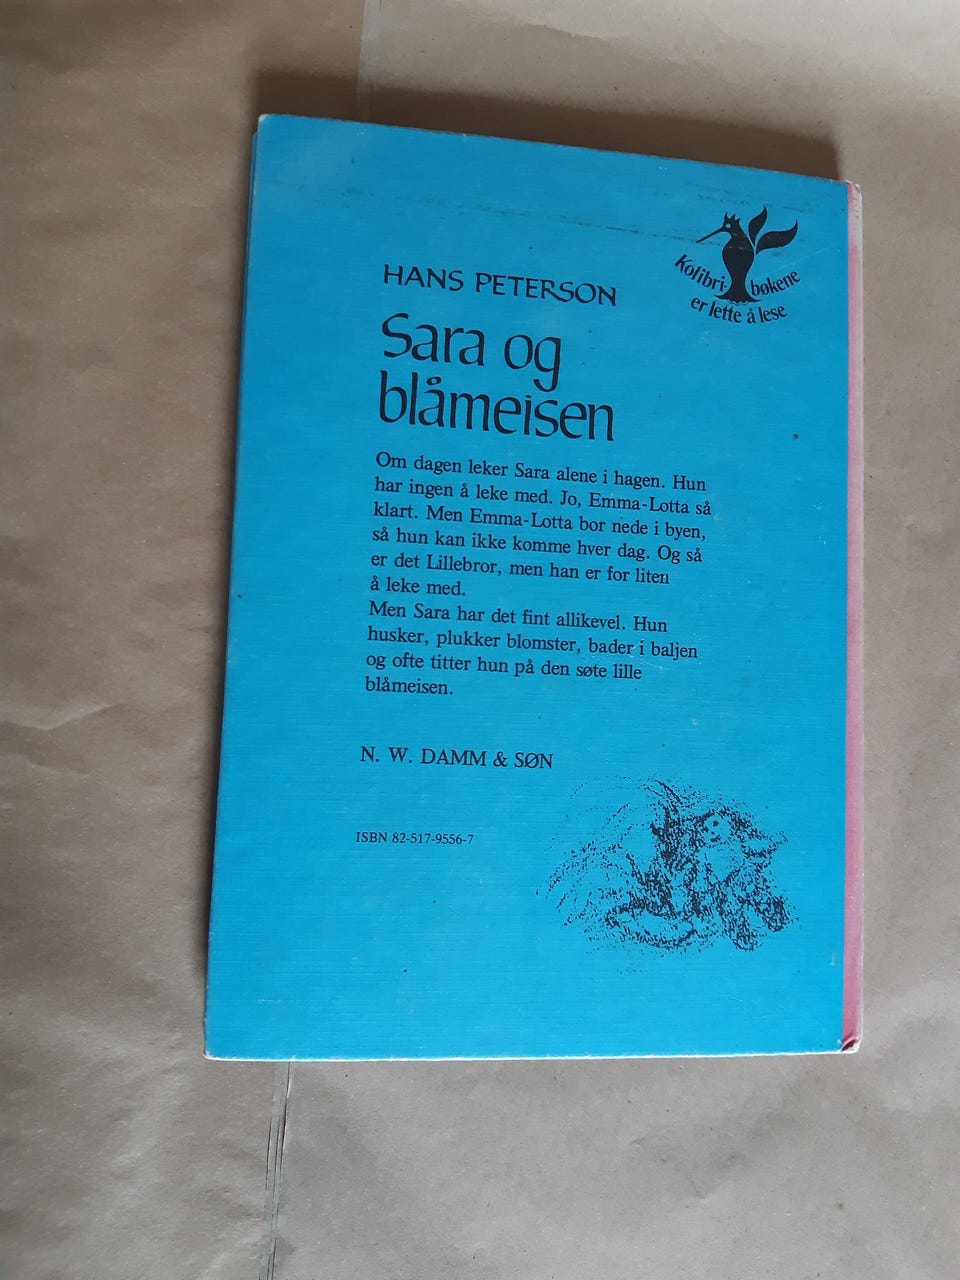 Kolibri-bøkene
er lette å lese
HANS PETERSON
Sara og
blåmeisen
Om dagen leker Sara alene i hagen. Hun
har ingen å leke med. Jo, Emma-Lotta så
klart. Men Emma-Lotta bor nede i byen,
så hun kan ikke komme hver dag. Og så
er det Lillebror, men han er for liten
å leke med.
Men Sara har det fint allikevel. Hun
husker, plukker blomster, bader i baljen
og ofte titter hun på den søte lille
blåmeisen.
N. W. DAMM & SØN
ISBN 82-517-9556-7